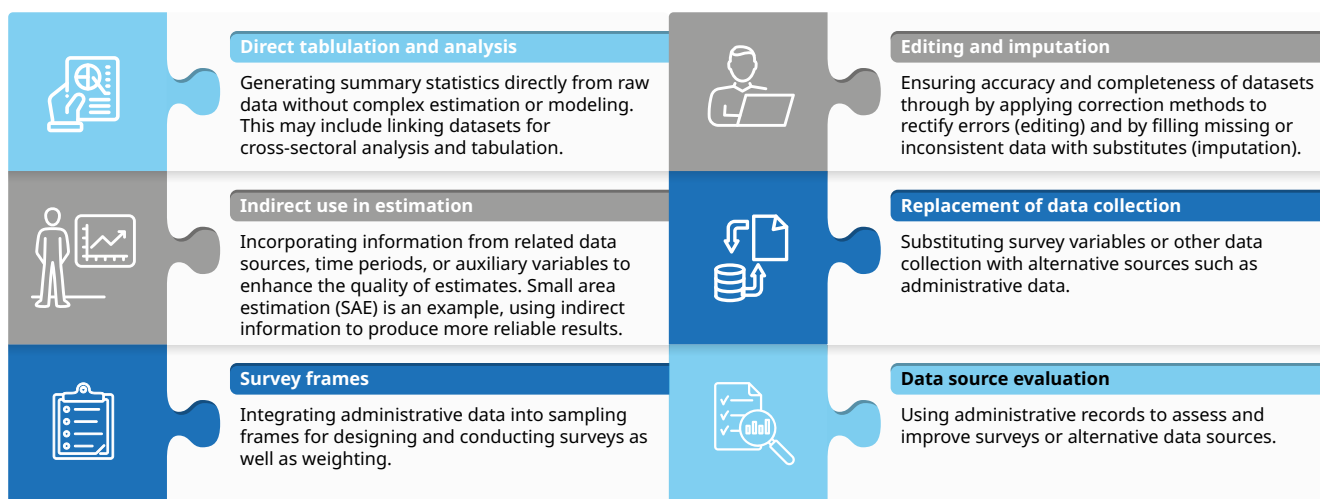 Direct tablulation and analysis
Generating summary statistics directly from raw
data without complex estimation or modeling.
This may include linking datasets for
cross-sectoral analysis and tabulation.
Indirect use in estimation
Incorporating information from related data
sources, time periods, or auxiliary variables to
enhance the quality of estimates. Small area
estimation (SAE) is an example, using indirect
information to produce more reliable results.
Survey frames
Integrating administrative data into sampling
frames for designing and conducting surveys as
well as weighting.
Editing and imputation
Ensuring accuracy and completeness of datasets
through by applying correction methods to
rectify errors (editing) and by filling missing or
inconsistent data with substitutes (imputation).
Replacement of data collection
Substituting survey variables or other data
collection with alternative sources such as
administrative data.
Data source evaluation
Using administrative records to assess and
improve surveys or alternative data sources.